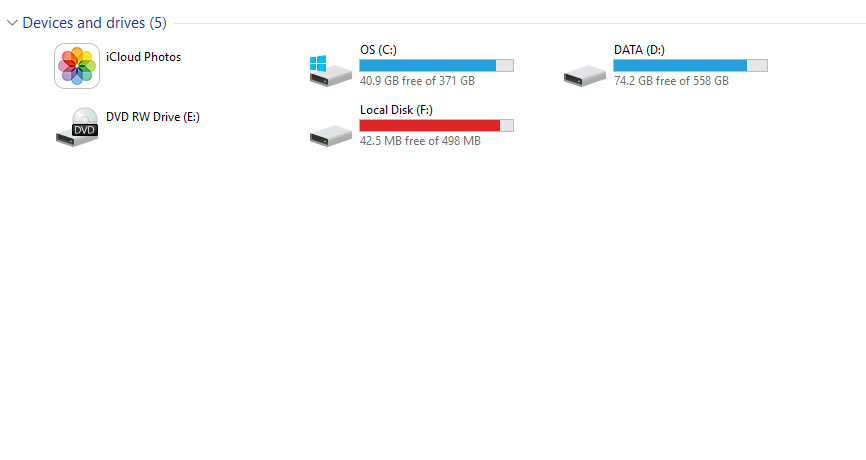 Devices and drives (5)
iCloud Photos
OS (C:)
40.9 GB free of 371 GB
DATA (D:)
74.2 GB free of 558 GB
DVD RW Drive (E:)
DVD
Local Disk (F:)
42.5 MB free of 498 MB